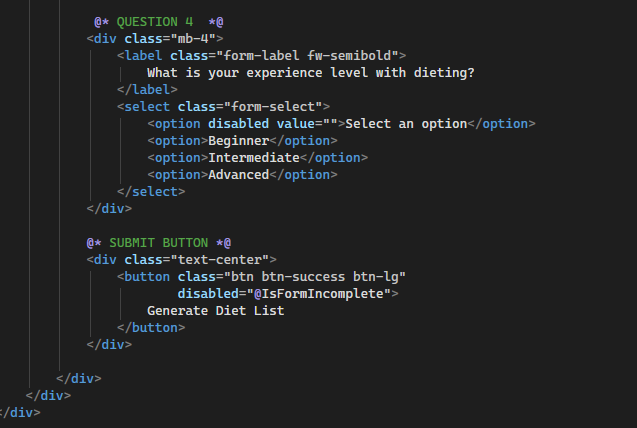 @* QUESTION 4  *@
<div class="mb-4">
<label class="form-label fw-semibold">
What is your experience level with dieting?
</label>
<select class="form-select">
<option disabled value="">Select an option</option>
<option>Beginner</option>
<option>Intermediate</option>
<option>Advanced</option>
</select>
</div>
@* SUBMIT BUTTON *@
<div class="text-center">
<button class="btn btn-success btn-lg"
disabled="@IsFormIncomplete">
Generate Diet List
</button>
</div>
</div>
</div>
</div>